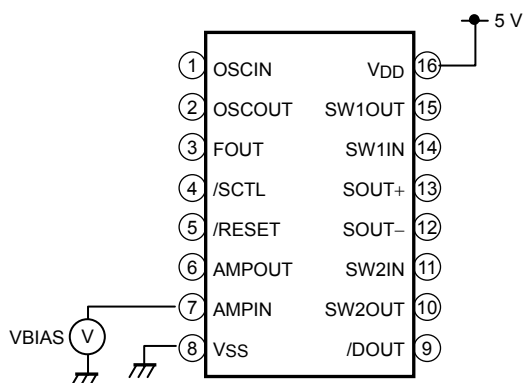 5 V
1 OSCIN VDD 16
2 OSCOUT SW1OUT 15
3 FOUT SW1IN 14
4 /SCTL SOUT+ 13
5 /RESET SOUT− 12
6 AMPOUT SW2IN 11
7 AMPIN SW2OUT 10
VBIAS V
8 VSS /DOUT 9